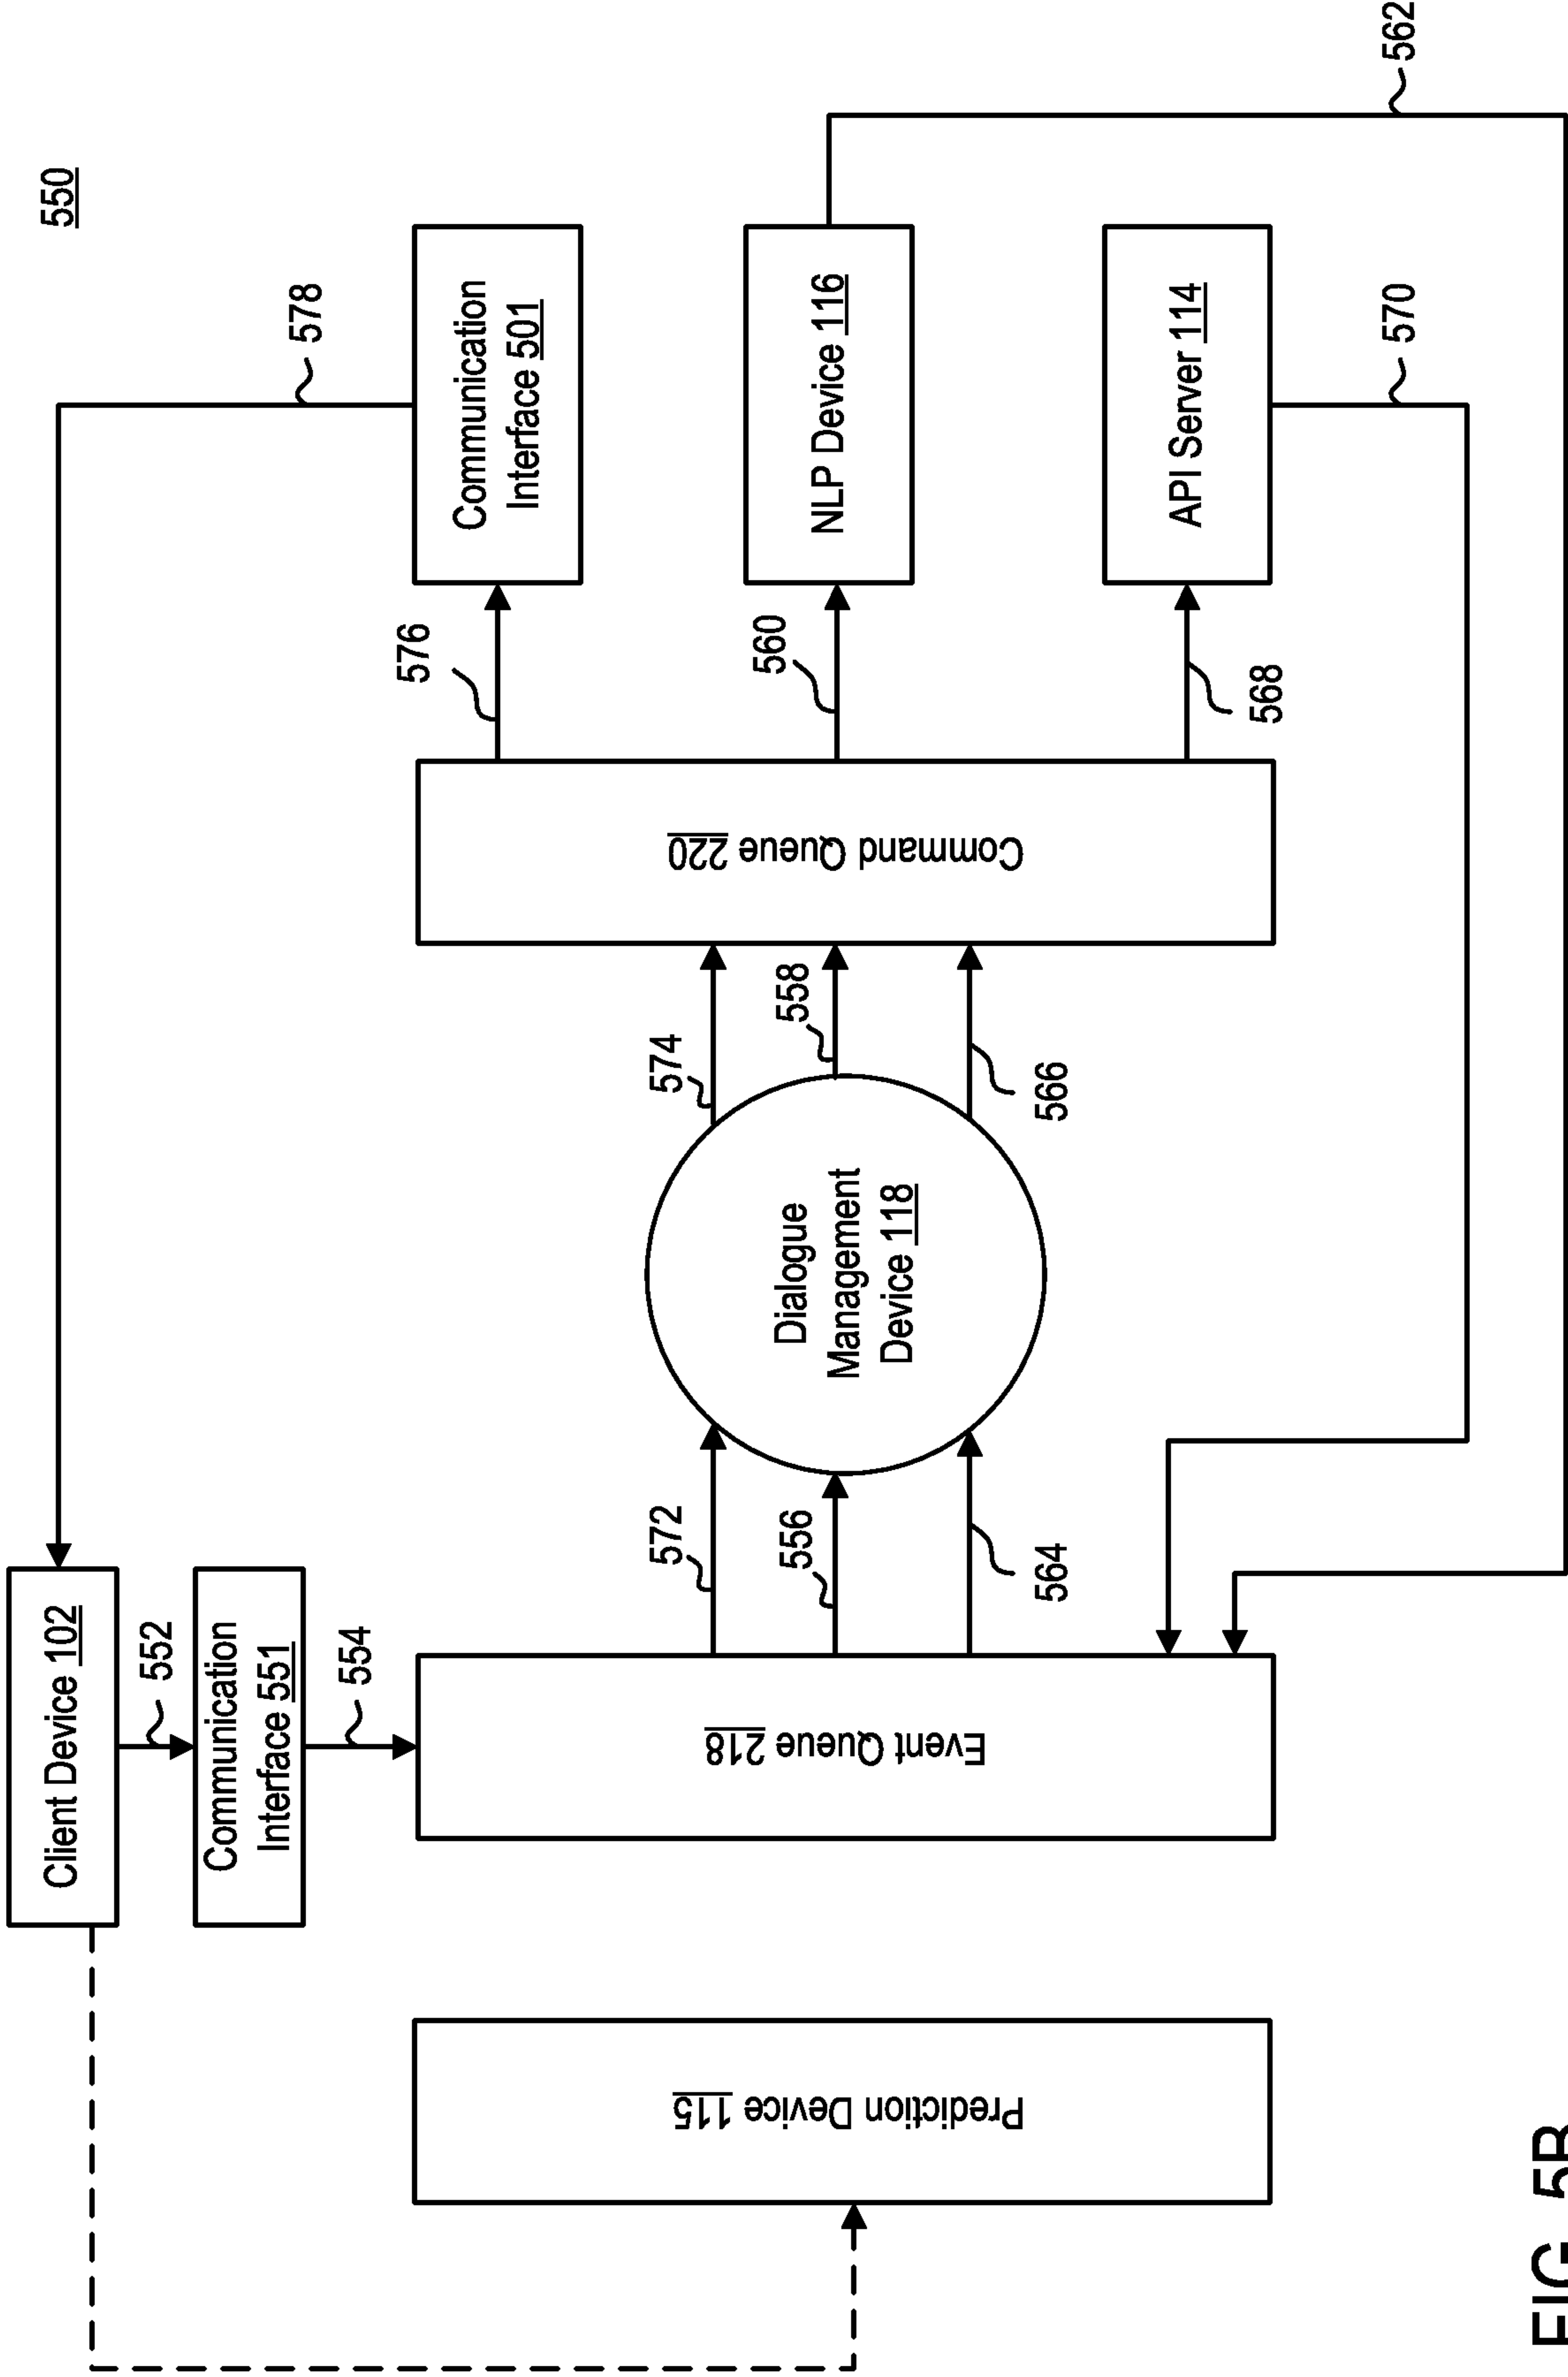 550
Client Device 102
552
Communication
Interface 551
554
578
Communication
Interface 501
576
Prediction Device 115
Event Queue 218
572
556
564
Dialogue
Management
Device 118
574
558
566
Command Queue 220
560
NLP Device 116
562
568
API Server 114
570
FIG. 5B